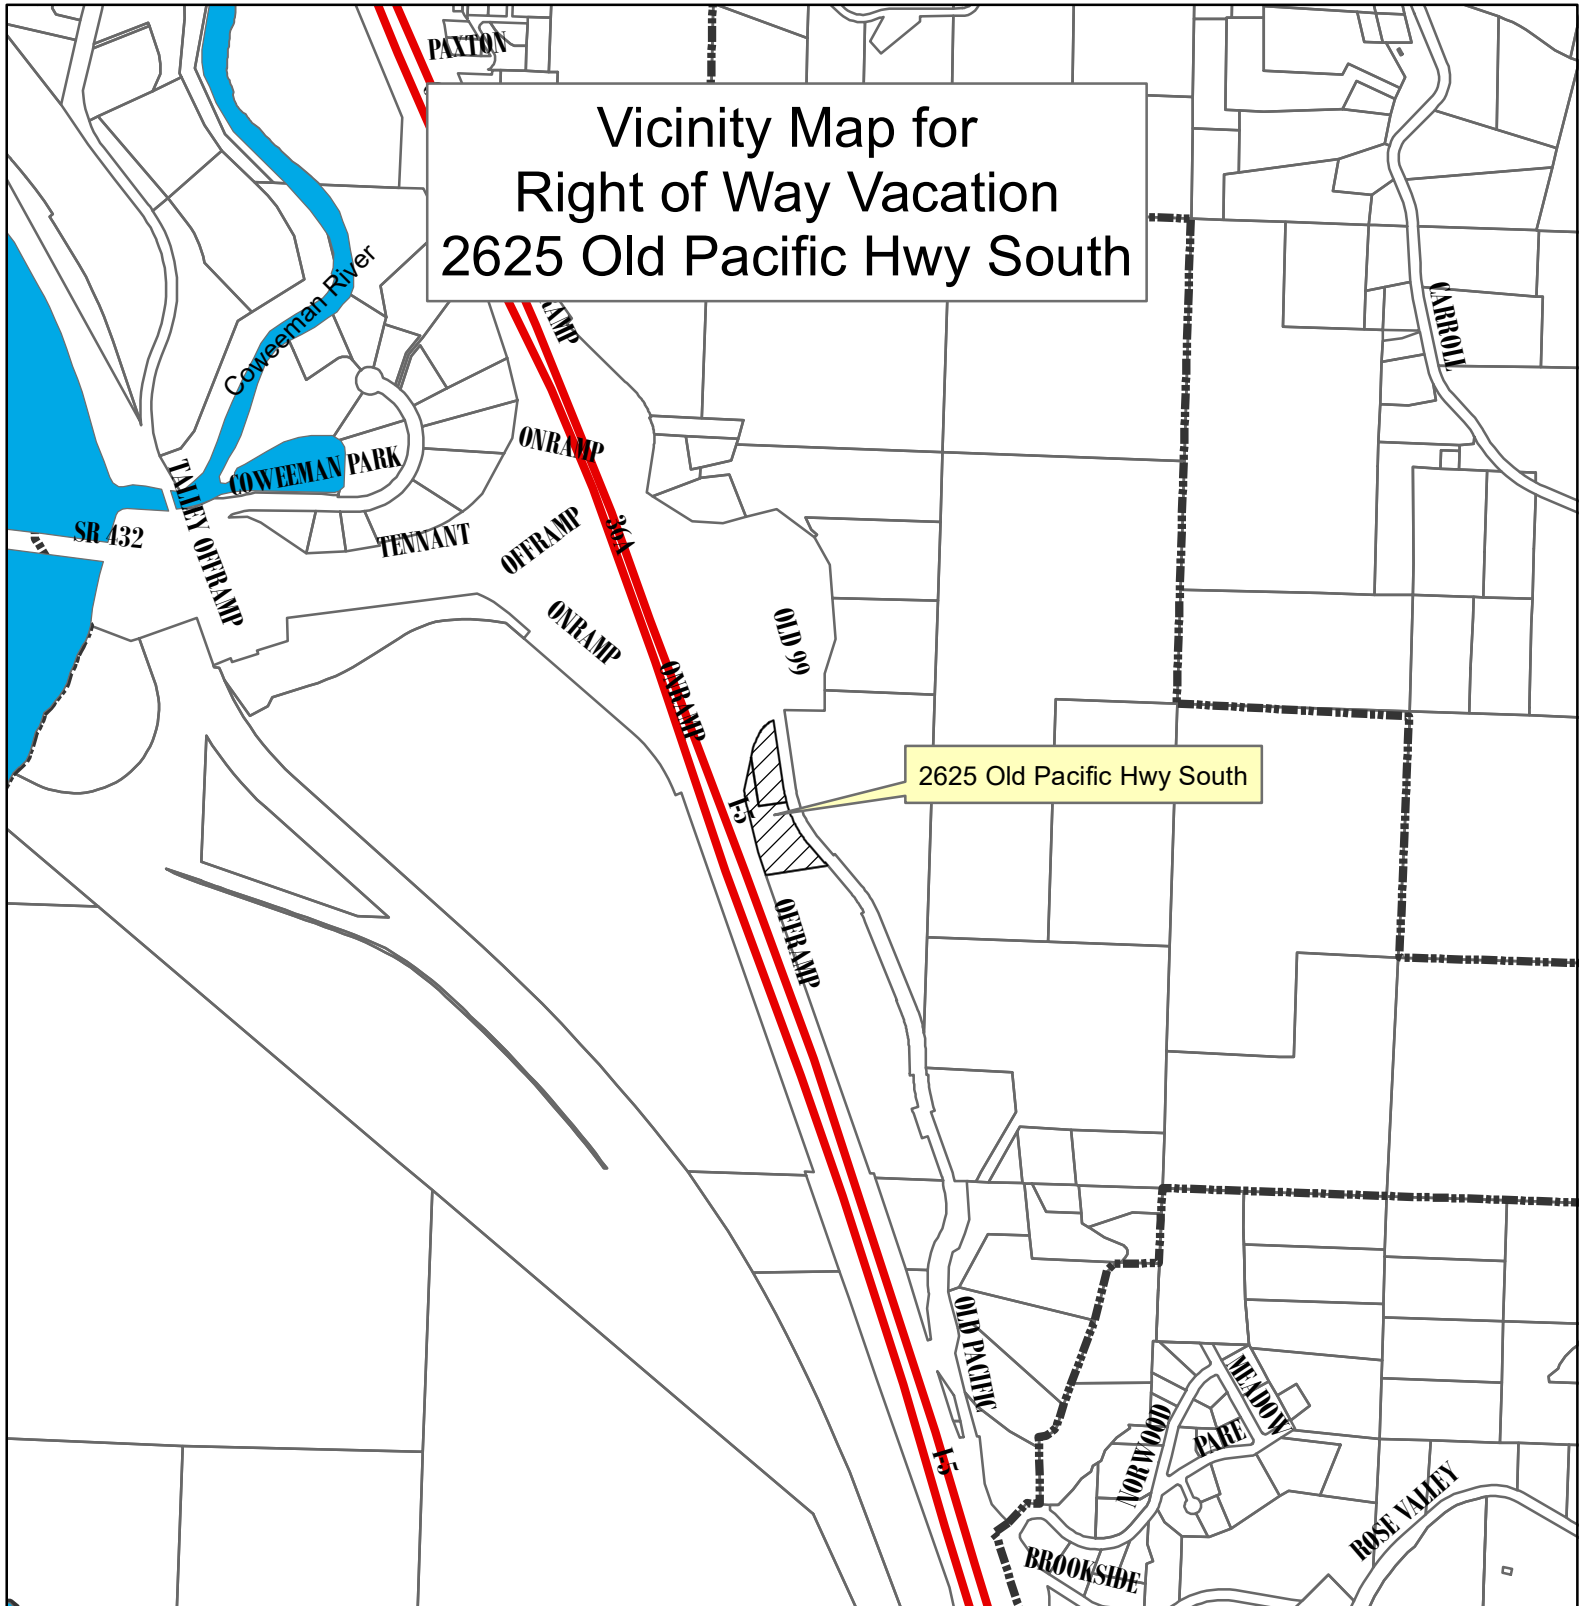 PAXTON
Vicinity Map for
Right of Way Vacation
2625 Old Pacific Hwy South
Coweeman River
CARROLL
ONRAMP
COWEEMAN PARK
TALLEY OFFRAMP
SR 432
TENNANT
OFFRAMP
36A
ONRAMP
OLD 99
ONRAMP
2625 Old Pacific Hwy South
I-5
OFFRAMP
OLD PACIFIC
MEADOW
NORWOOD
PARE
I-5
ROSE VALLEY
BROOKSIDE